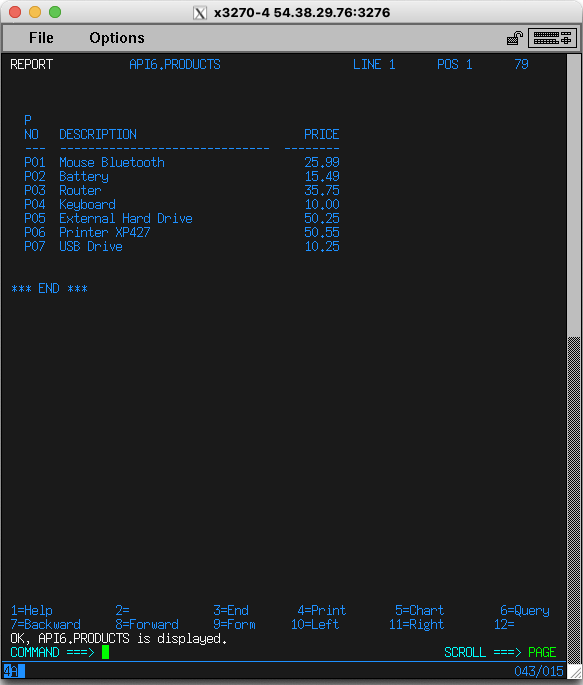 x3270-4 54.38.29.76:3276
File Options
REPORT API6.PRODUCTS LINE 1 POS 1 79
P
NO DESCRIPTION PRICE
--- ------------------------------ --------
P01 Mouse Bluetooth 25.99
P02 Battery 15.49
P03 Router 35.75
P04 Keyboard 10.00
P05 External Hard Drive 50.25
P06 Printer XP427 50.55
P07 USB Drive 10.25
*** END ***
1=Help 2= 3=End 4=Print 5=Chart 6=Query
7=Backward 8=Forward 9=Form 10=Left 11=Right 12=
OK, API6.PRODUCTS is displayed.
COMMAND ===> SCROLL ===> PAGE
4A 043/015